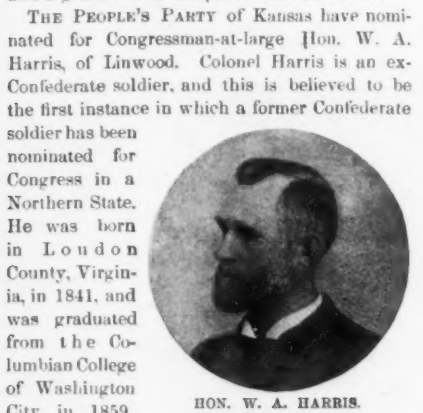 THE PEOPLE'S PARTY of Kansas have nomi-
nated for Congressman-at-large Hon. W. A.
Harris, of Linwood. Colonel Harris is an ex-
Confederate soldier, and this is believed to be
the first instance in which a former Confederate
soldier has been
nominated for
Congress in a
Northern State.
He was born
in Loudon
County, Virgin-
ia, in 1841, and
was graduated
from the Co-
lumbian College
of Washington
City in 1859.
HON. W. A. HARRIS.